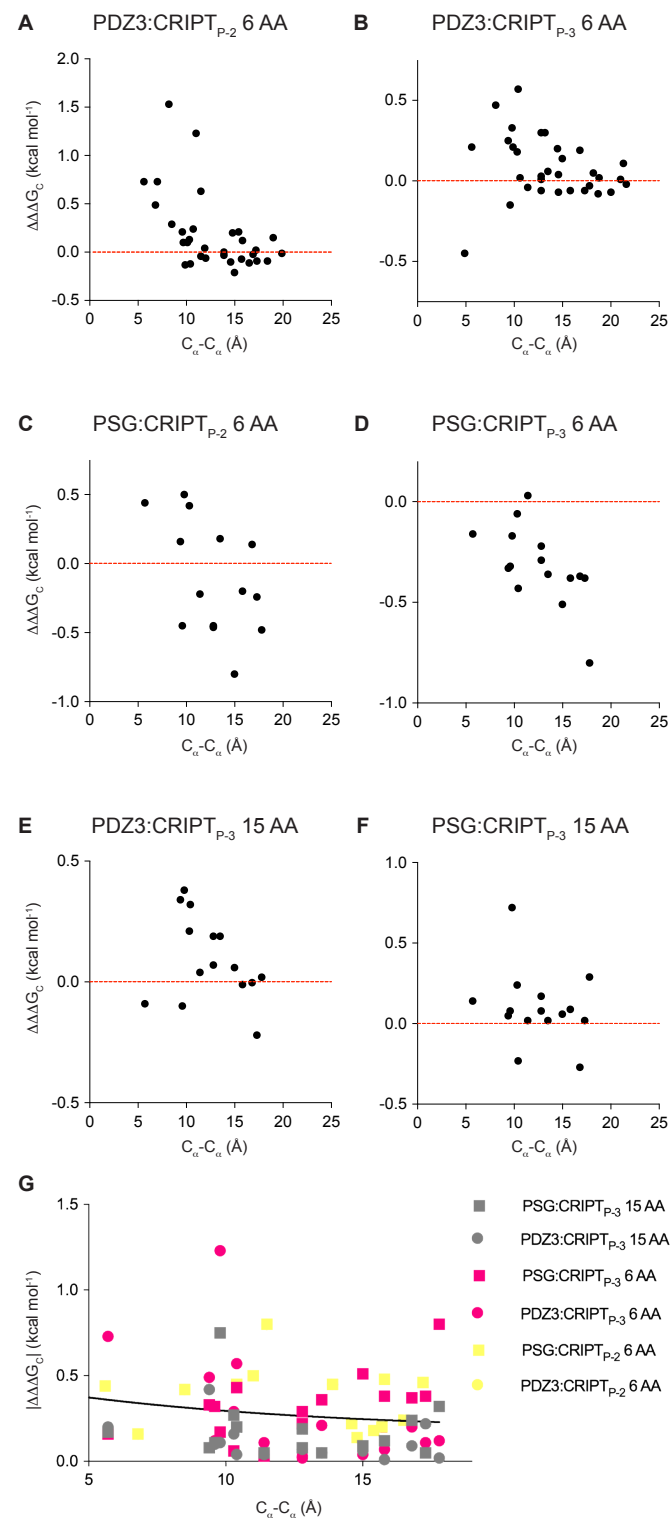 A PDZ3:CRIPTP-2 6 AA
B PDZ3:CRIPTP-3 6 AA
2.0
1.5
1.0
0.5
0.0
-0.5
0 5 10 15 20 25
ΔΔΔGC (kcal mol-1)
Cα-Cα (Å)
0.5
0.0
-0.5
0 5 10 15 20 25
Cα-Cα (Å)
C PSG:CRIPTP-2 6 AA
D PSG:CRIPTP-3 6 AA
0.5
0.0
-0.5
-1.0
0 5 10 15 20 25
ΔΔΔGC (kcal mol-1)
Cα-Cα (Å)
0.0
-0.5
-1.0
0 5 10 15 20 25
Cα-Cα (Å)
E PDZ3:CRIPTP-3 15 AA
F PSG:CRIPTP-3 15 AA
0.5
0.0
-0.5
0 5 10 15 20 25
ΔΔΔGC (kcal mol-1)
Cα-Cα (Å)
1.0
0.5
0.0
-0.5
0 5 10 15 20 25
Cα-Cα (Å)
G
1.5
1.0
0.5
0.0
5 10 15
|ΔΔΔGC| (kcal mol-1)
Cα-Cα (Å)
PSG:CRIPTP-3 15 AA
PDZ3:CRIPTP-3 15 AA
PSG:CRIPTP-3 6 AA
PDZ3:CRIPTP-3 6 AA
PSG:CRIPTP-2 6 AA
PDZ3:CRIPTP-2 6 AA